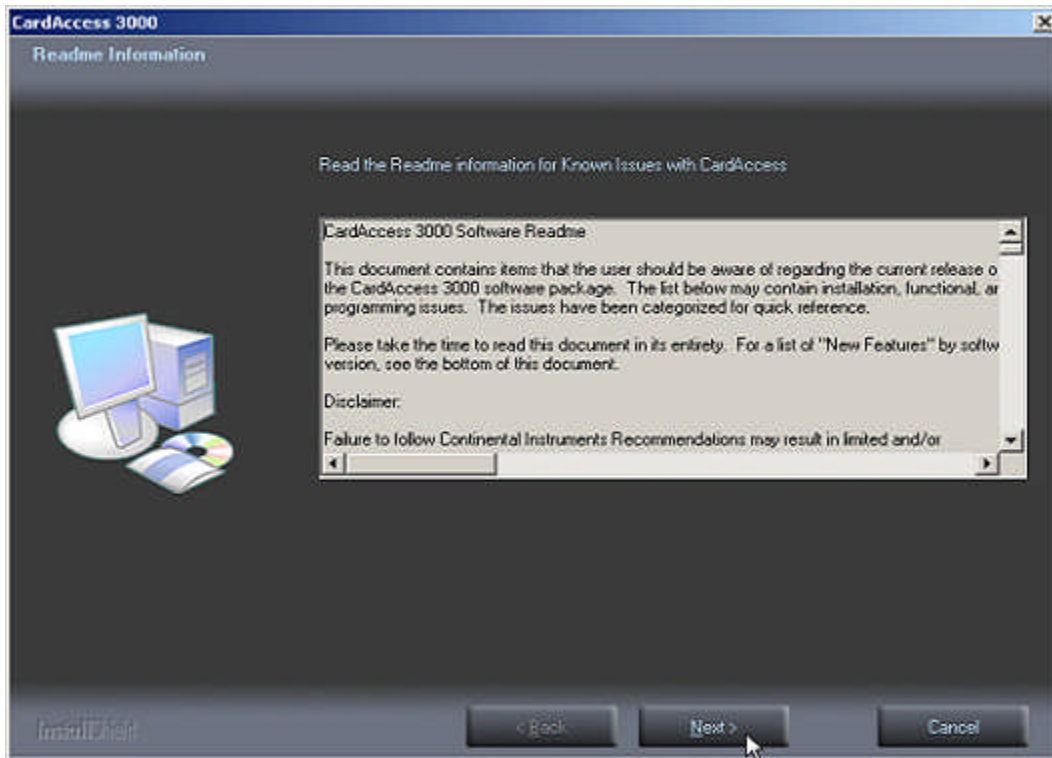 CardAccess 3000
Readme Information
Read the Readme information for Known Issues with CardAccess
CardAccess 3000 Software Readme
This document contains items that the user should be aware of regarding the current release o
the CardAccess 3000 software package. The list below may contain installation, functional, ar
programming issues. The issues have been categorized for quick reference.
Please take the time to read this document in its entirety. For a list of "New Features" by softw
version, see the bottom of this document.
Disclaimer:
Failure to follow Continental Instruments Recommendations may result in limited and/or
InstallShield
< Back
Next >
Cancel